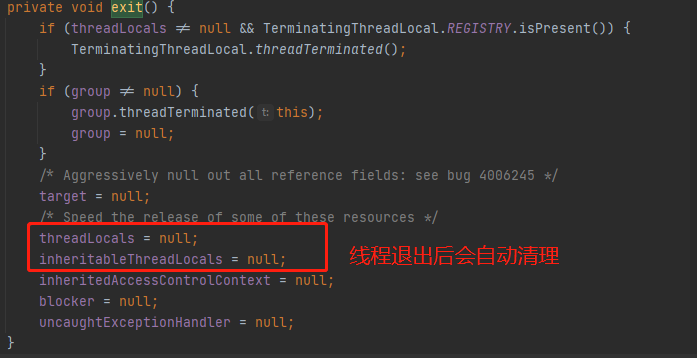 private void exit() {
if (threadLocals ≠ null && TerminatingThreadLocal.REGISTRY.isPresent()) {
TerminatingThreadLocal.threadTerminated();
}
if (group ≠ null) {
group.threadTerminated( t: this);
group = null;
}
/* Aggressively null out all reference fields: see bug 4006245 */
target = null;
/* Speed the release of some of these resources */
threadLocals = null;
inheritableThreadLocals = null; 线程退出后会自动清理
inheritedAccessControlContext = null;
blocker = null;
uncaughtExceptionHandler = null;
}